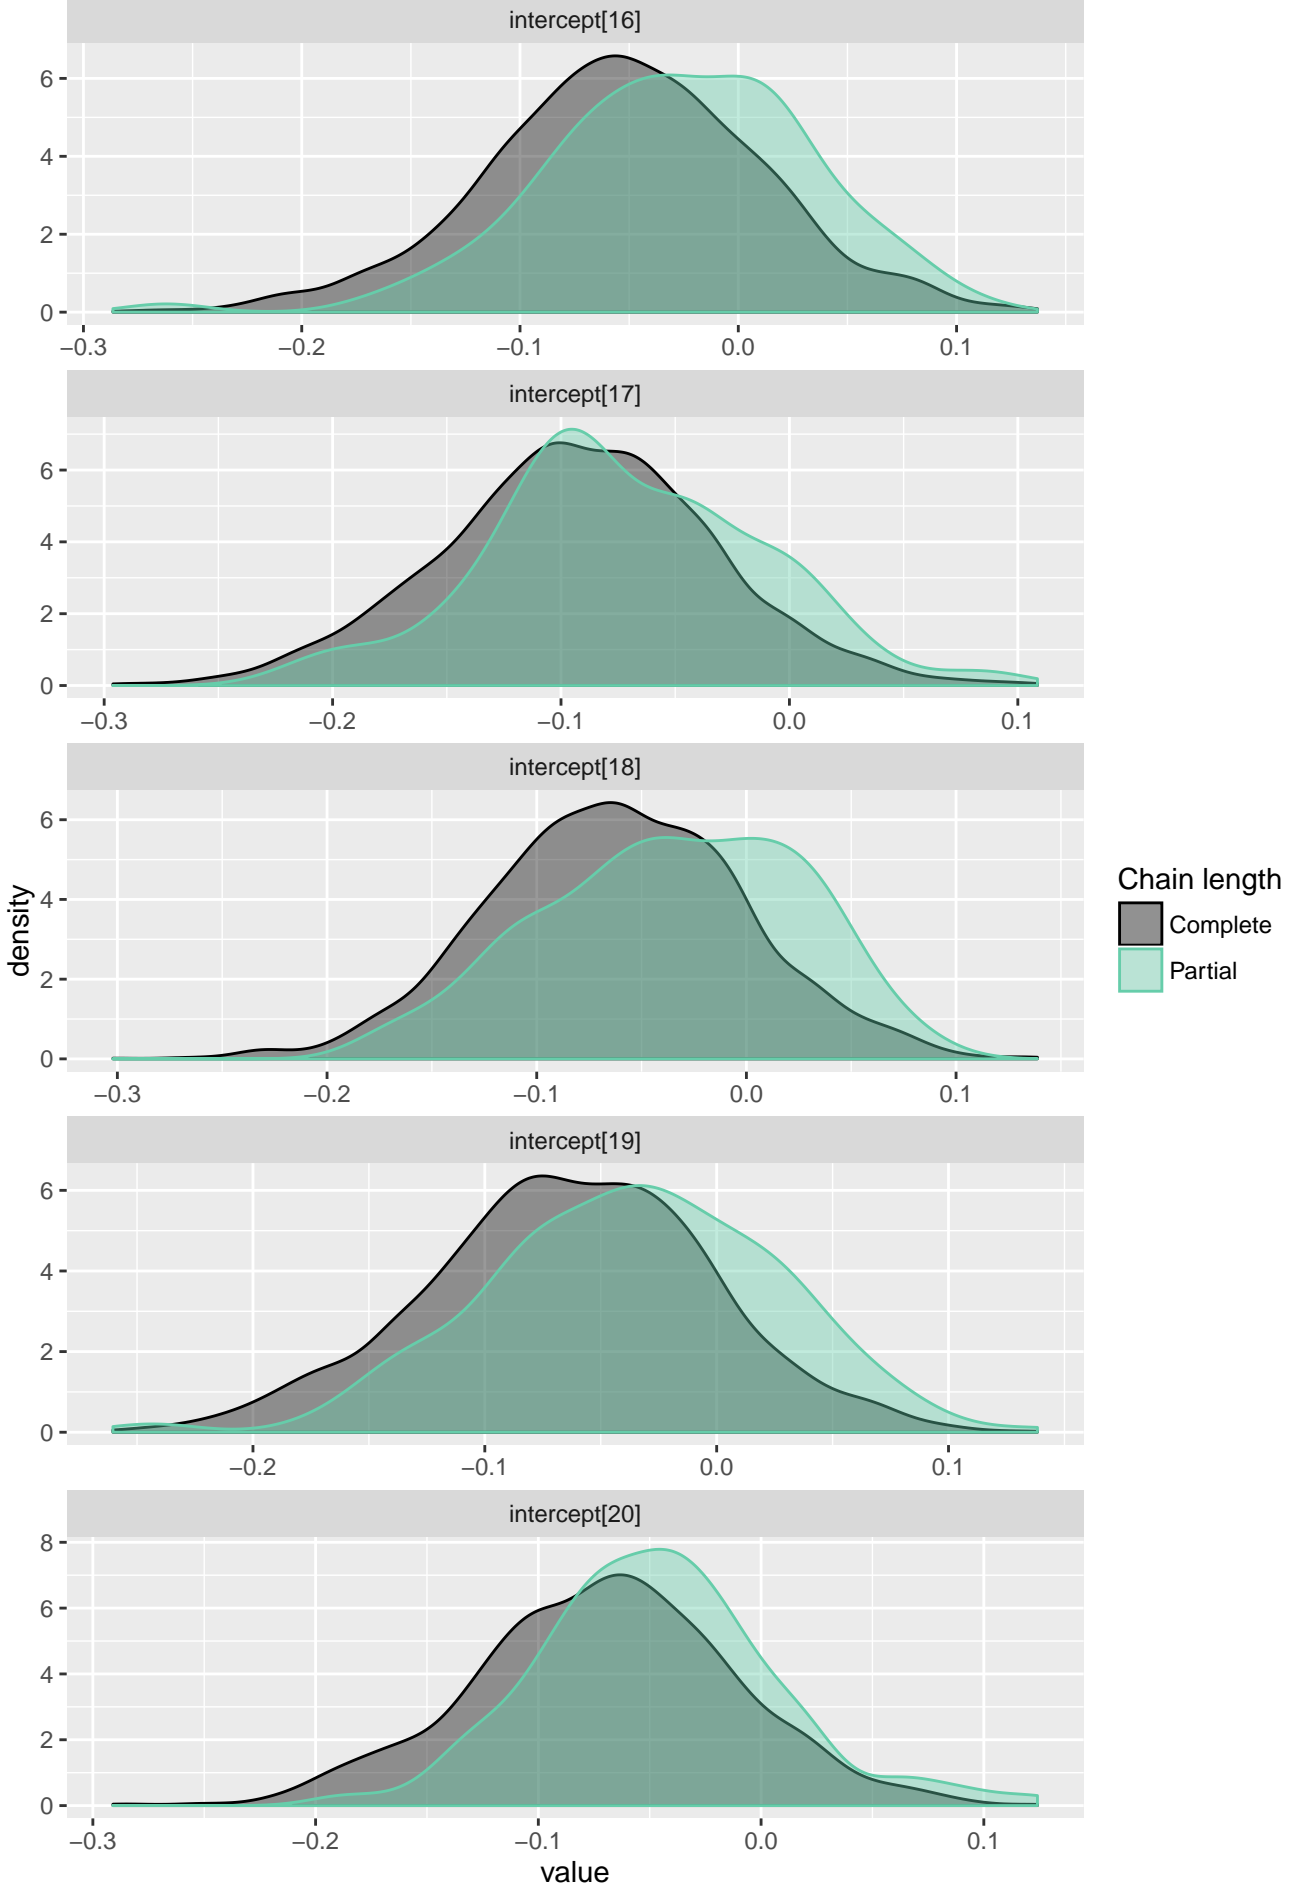 intercept[16]
6
4
2
0
−0.3 −0.2 −0.1 0.0 0.1
intercept[17]
6
4
2
0
−0.3 −0.2 −0.1 0.0 0.1
intercept[18]
6
4
2
0
−0.3 −0.2 −0.1 0.0 0.1
intercept[19]
6
4
2
0
−0.2 −0.1 0.0 0.1
intercept[20]
8
6
4
2
0
−0.3 −0.2 −0.1 0.0 0.1
value
density
Chain length
Complete
Partial